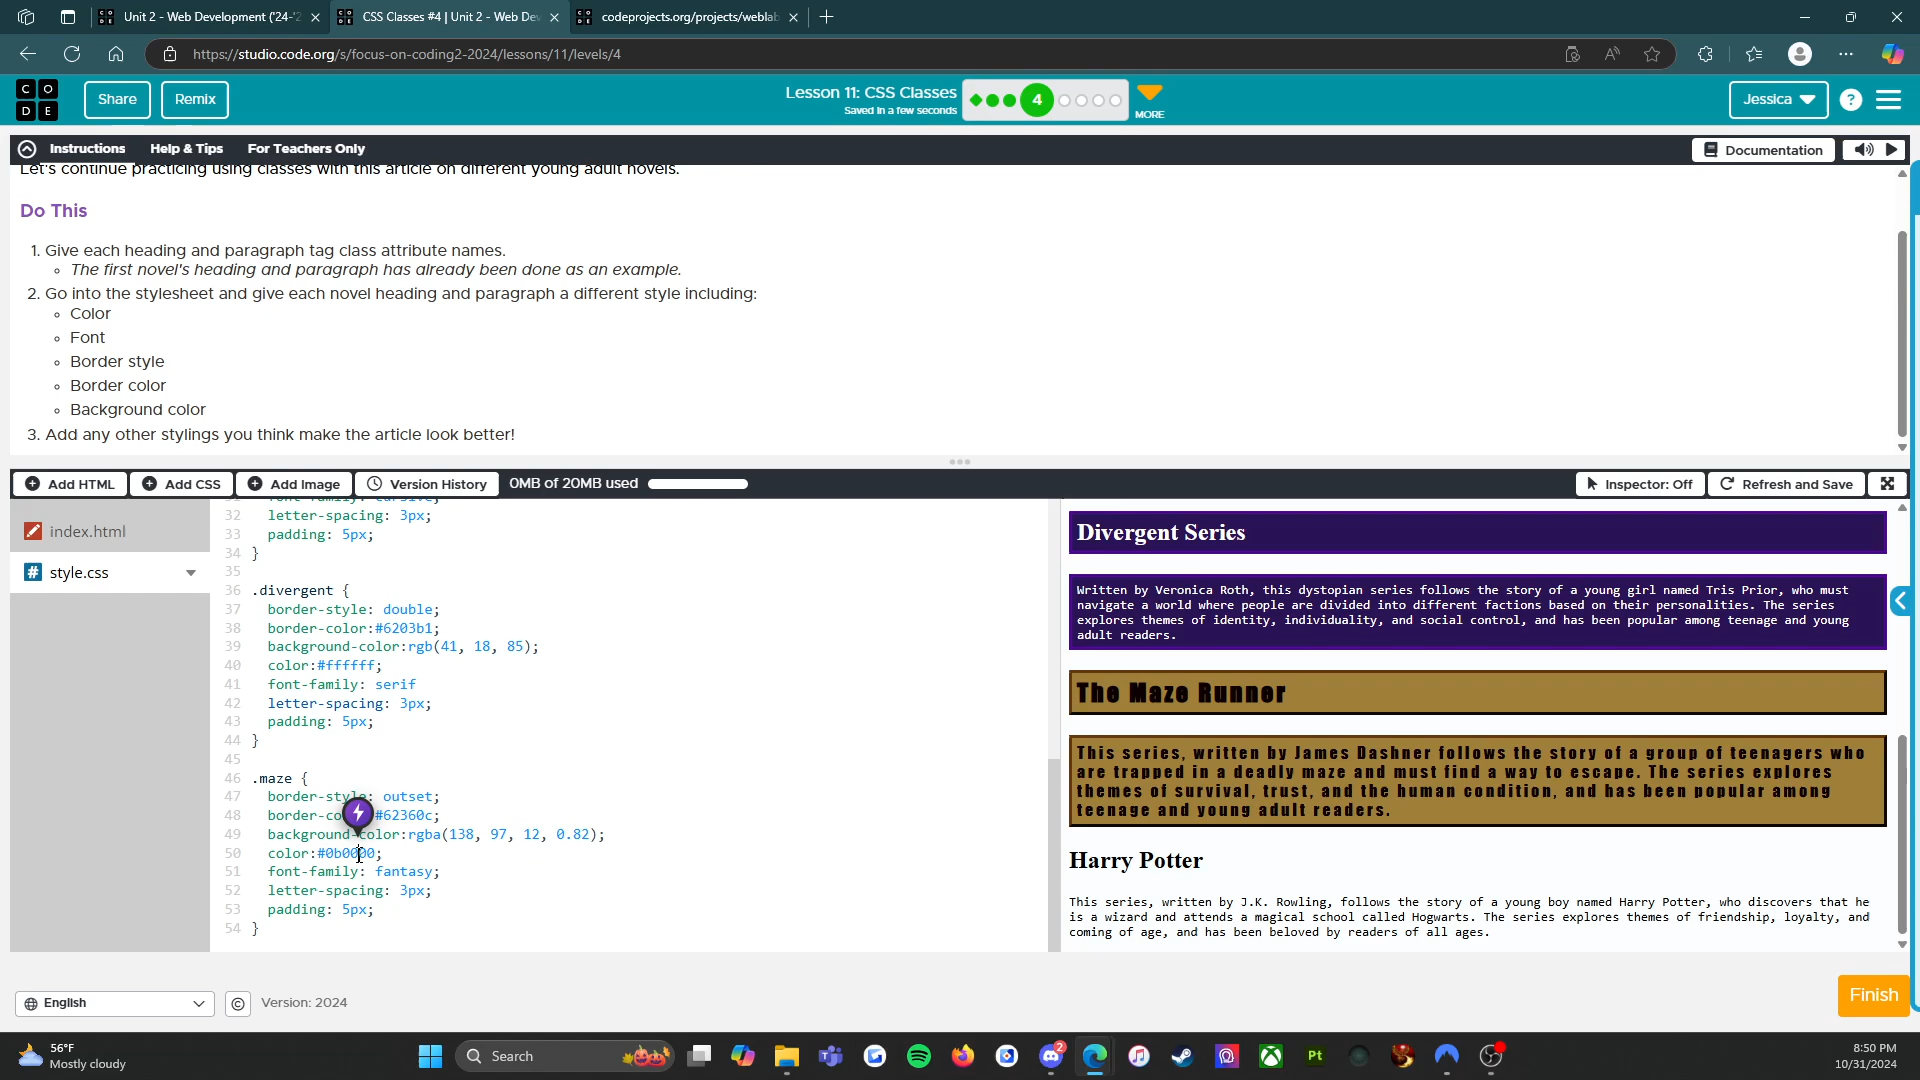 Unit 2 - Web Development ('24-'2
CSS Classes #4 | Unit 2 - Web Dev
codeprojects.org/projects/weblab
https://studio.code.org/s/focus-on-coding2-2024/lessons/11/levels/4
C O D E
Share
Remix
Lesson 11: CSS Classes
Saved in a few seconds
4
MORE
Jessica
?
Instructions
Help & Tips
For Teachers Only
Documentation
Let's continue practicing using classes with this article on different young adult novels.
Do This
1. Give each heading and paragraph tag class attribute names.
The first novel's heading and paragraph has already been done as an example.
2. Go into the stylesheet and give each novel heading and paragraph a different style including:
Color
Font
Border style
Border color
Background color
3. Add any other stylings you think make the article look better!
Add HTML
Add CSS
Add Image
Version History
0MB of 20MB used
Inspector: Off
Refresh and Save
index.html
# style.css
31 font-family: cursive;
32 letter-spacing: 3px;
33 padding: 5px;
34 }
35
36 .divergent {
37 border-style: double;
38 border-color:#6203b1;
39 background-color:rgb(41, 18, 85);
40 color:#ffffff;
41 font-family: serif
42 letter-spacing: 3px;
43 padding: 5px;
44 }
45
46 .maze {
47 border-style: outset;
48 border-co #62360c;
49 background-color:rgba(138, 97, 12, 0.82);
50 color:#0b0000;
51 font-family: fantasy;
52 letter-spacing: 3px;
53 padding: 5px;
54 }
Divergent Series
Written by Veronica Roth, this dystopian series follows the story of a young girl named Tris Prior, who must
navigate a world where people are divided into different factions based on their personalities. The series
explores themes of identity, individuality, and social control, and has been popular among teenage and young
adult readers.
The Maze Runner
This series, written by James Dashner follows the story of a group of teenagers who
are trapped in a deadly maze and must find a way to escape. The series explores
themes of survival, trust, and the human condition, and has been popular among
teenage and young adult readers.
Harry Potter
This series, written by J.K. Rowling, follows the story of a young boy named Harry Potter, who discovers that he
is a wizard and attends a magical school called Hogwarts. The series explores themes of friendship, loyalty, and
coming of age, and has been beloved by readers of all ages.
English
©
Version: 2024
Finish
56°F
Mostly cloudy
Search
2
Pt
8:50 PM
10/31/2024